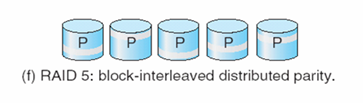 P P P P P
(f) RAID 5: block-interleaved distributed parity.